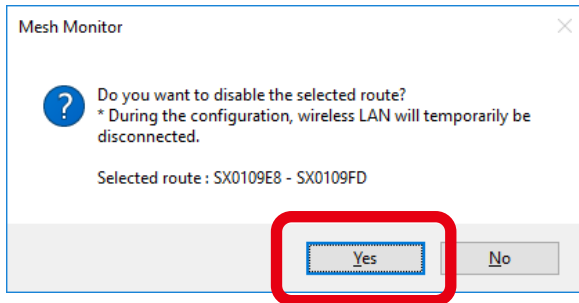 Mesh Monitor
Do you want to disable the selected route?
* During the configuration, wireless LAN will temporarily be
disconnected.
Selected route : SX0109E8 - SX0109FD
Yes
No